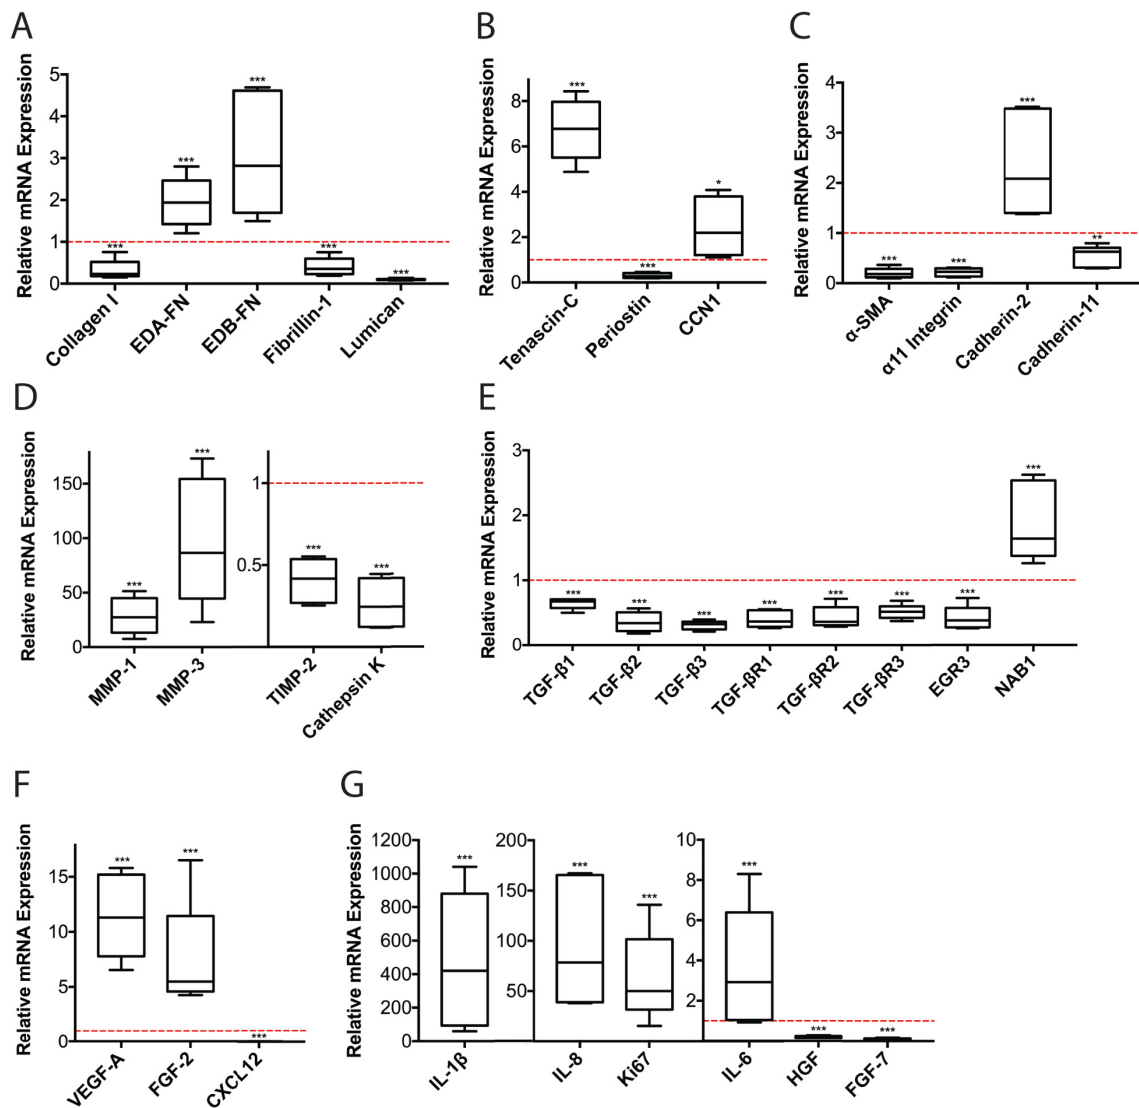 A
Relative mRNA Expression
5
4
3
2
1
0
***
***
***
***
***
Collagen I
EDA-FN
EDB-FN
Fibrillin-1
Lumican
B
Relative mRNA Expression
8
6
4
2
0
***
***
*
Tenascin-C
Periostin
CCN1
C
Relative mRNA Expression
4
3
2
1
0
***
***
***
**
α-SMA
α11 Integrin
Cadherin-2
Cadherin-11
D
Relative mRNA Expression
150
100
50
0
***
***
MMP-1
MMP-3
1
0.5
***
***
TIMP-2
Cathepsin K
E
Relative mRNA Expression
3
2
1
0
***
***
***
***
***
***
***
***
TGF-β1
TGF-β2
TGF-β3
TGF-βR1
TGF-βR2
TGF-βR3
EGR3
NAB1
F
Relative mRNA Expression
15
10
5
0
***
***
***
VEGF-A
FGF-2
CXCL12
G
Relative mRNA Expression
1200
1000
800
600
400
200
0
***
IL-1β
200
150
100
50
***
***
IL-8
Ki67
10
8
6
4
2
***
***
***
IL-6
HGF
FGF-7